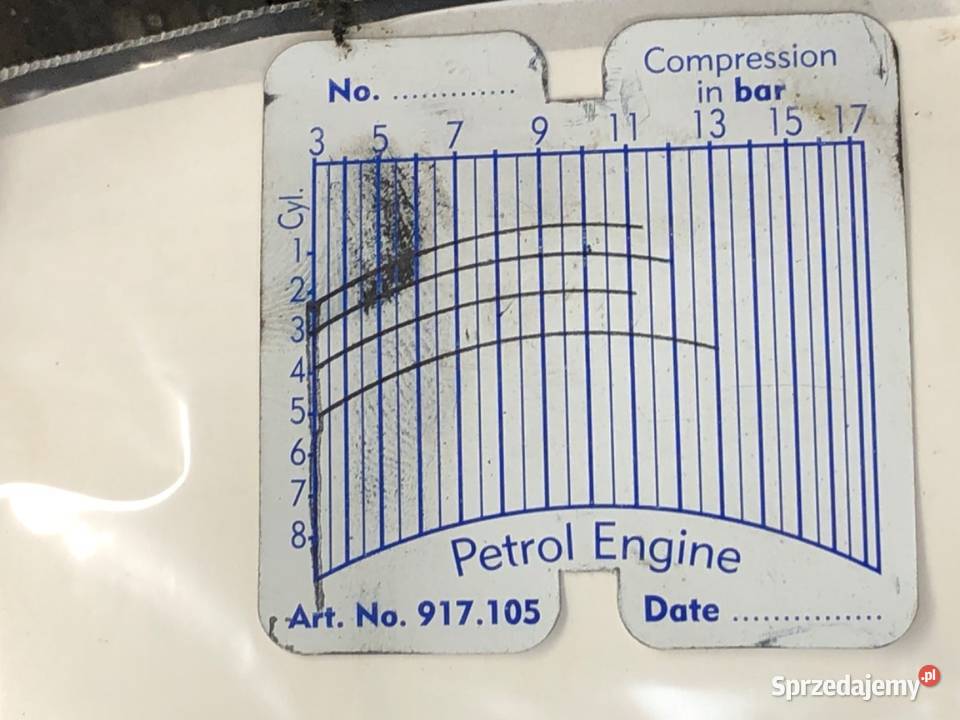 No. .............
Compression
in bar
3 5 7 9 11 13 15 17
Cyl.
1
2
3
4
5
6
7
8
Petrol Engine
Art. No. 917.105
Date ...............
Sprzedajemy.pl